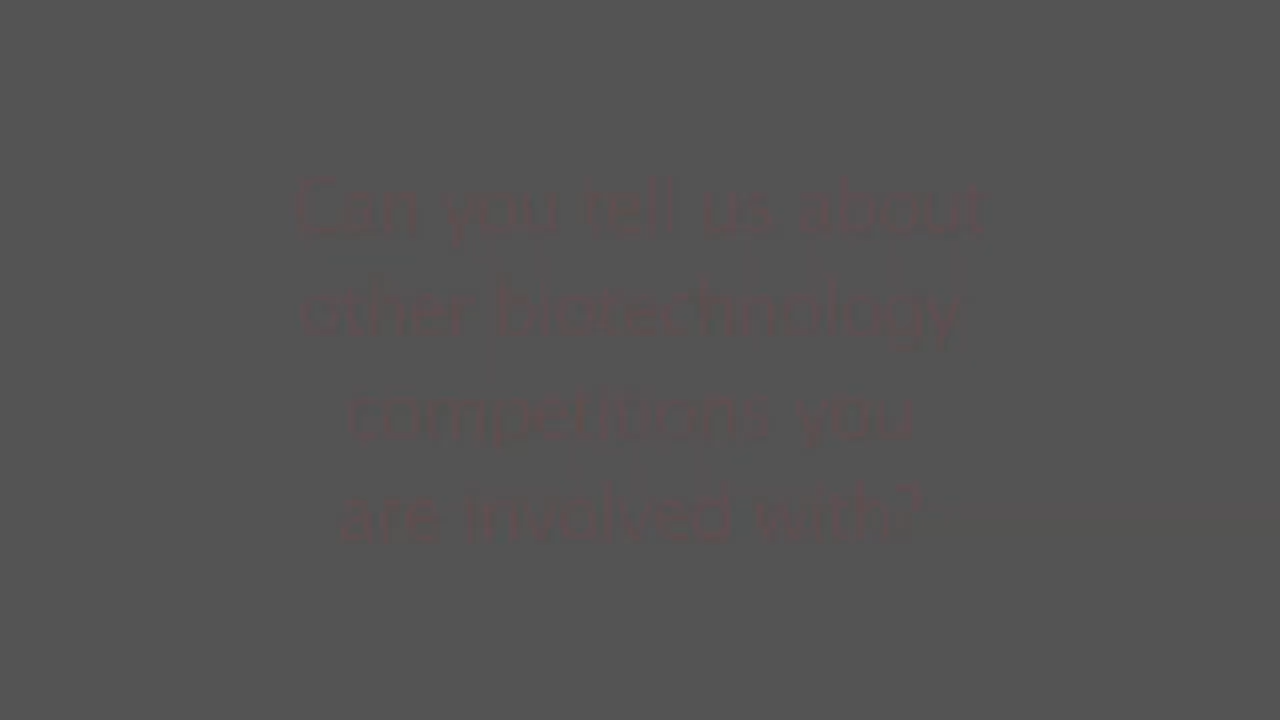 Can you tell us about
other biotechnology
competitions you
are involved with?